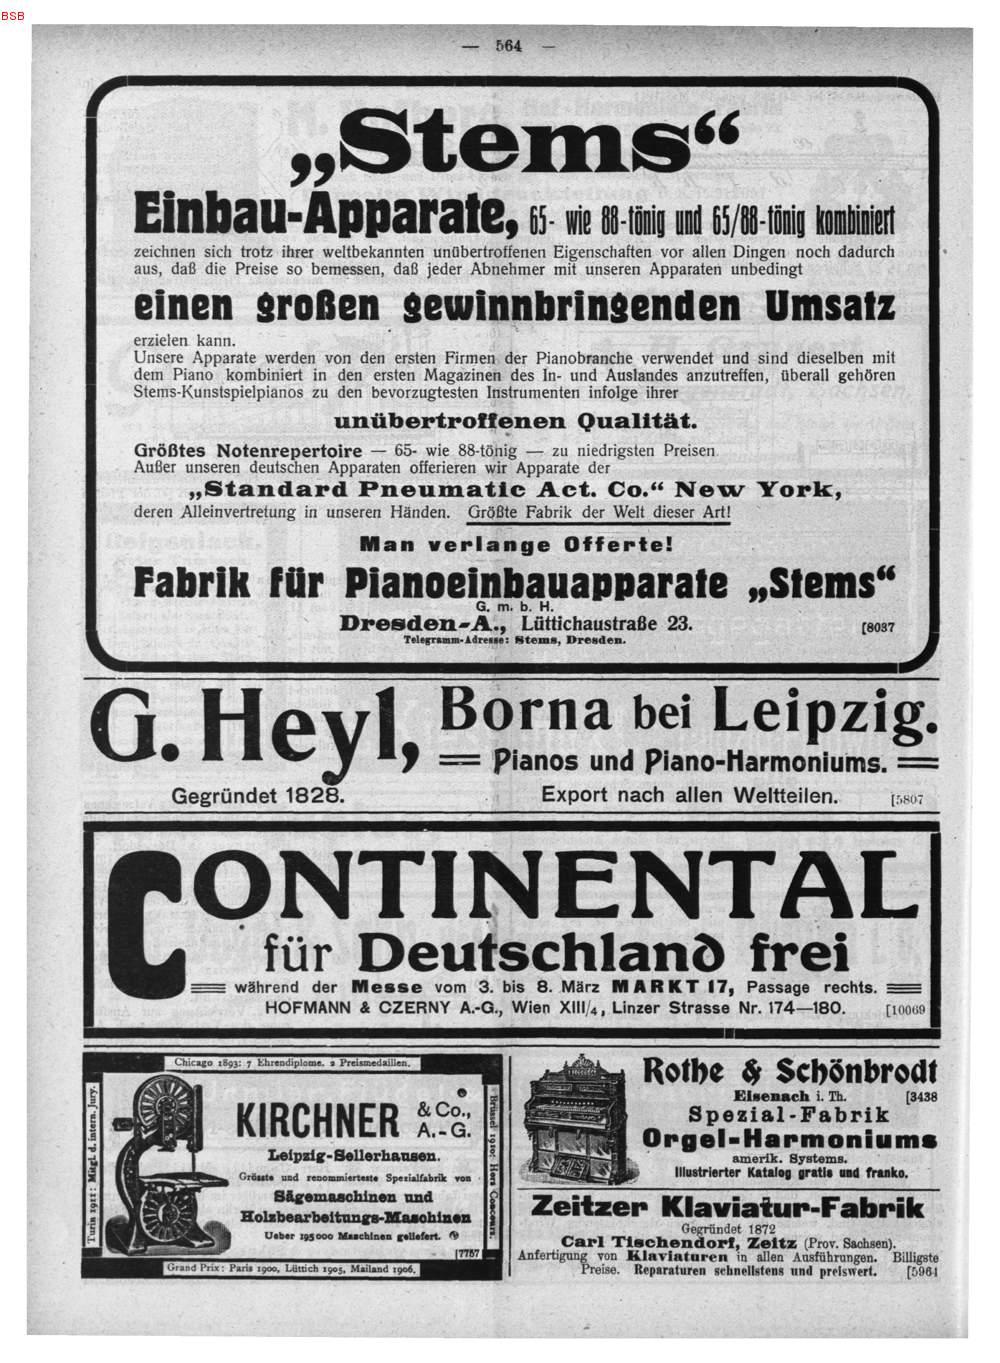 BSB
— 564 —
„Stems“
Einbau-Apparate, 65- wie 88-tönig und 65/88-tönig kombiniert
zeichnen sich trotz ihrer weltbekannten unübertroffenen Eigenschaften vor allen Dingen noch dadurch
aus, daß die Preise so bemessen, daß jeder Abnehmer mit unseren Apparaten unbedingt
einen großen gewinnbringenden Umsatz
erzielen kann.
Unsere Apparate werden von den ersten Firmen der Pianobranche verwendet und sind dieselben mit
dem Piano kombiniert in den ersten Magazinen des In- und Auslandes anzutreffen, überall gehören
Stems-Kunstspielpianos zu den bevorzugtesten Instrumenten infolge ihrer
unübertroffenen Qualität.
Größtes Notenrepertoire — 65- wie 88-tönig — zu niedrigsten Preisen.
Außer unseren deutschen Apparaten offerieren wir Apparate der
„Standard Pneumatic Act. Co.“ New York,
deren Alleinvertretung in unseren Händen. Größte Fabrik der Welt dieser Art!
Man verlange Offerte!
Fabrik für Pianoeinbauapparate „Stems“
G. m. b. H.
Dresden-A., Lüttichaustraße 23. [8037
Telegramm-Adresse: Stems, Dresden.
G. Heyl, Borna bei Leipzig.
Pianos und Piano-Harmoniums.
Gegründet 1828. Export nach allen Weltteilen. [5807
CONTINENTAL
für Deutschland frei
während der Messe vom 3. bis 8. März MARKT 17, Passage rechts.
HOFMANN & CZERNY A.-G., Wien XIII/4, Linzer Strasse Nr. 174—180. [10069
Chicago 1893: 7 Ehrendiplome. 2 Preismedaillen.
Turin 1911: Mitgl. d. intern. Jury.
KIRCHNER & Co., A.-G.
Leipzig-Sellerhausen.
Grösste und renommierteste Spezialfabrik von
Sägemaschinen und
Holzbearbeitungs-Maschinen
Ueber 195 000 Maschinen geliefert.
[7757
Brüssel 1910: Hors Concours.
Grand Prix: Paris 1900, Lüttich 1905, Mailand 1906.
Rothe & Schönbrodt
Eisenach i. Th. [3438
Spezial-Fabrik
Orgel-Harmoniums
amerik. Systems.
Illustrierter Katalog gratis und franko.
Zeitzer Klaviatur-Fabrik
Gegründet 1872
Carl Tischendorf, Zeitz (Prov. Sachsen).
Anfertigung von Klaviaturen in allen Ausführungen. Billigste
Preise. Reparaturen schnellstens und preiswert. [5964